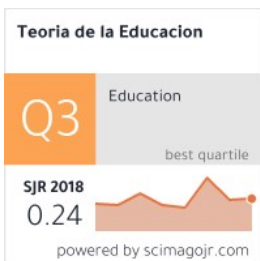 Teoria de la Educacion
Q3
Education
best quartile
SJR 2018
0.24
powered by scimagojr.com